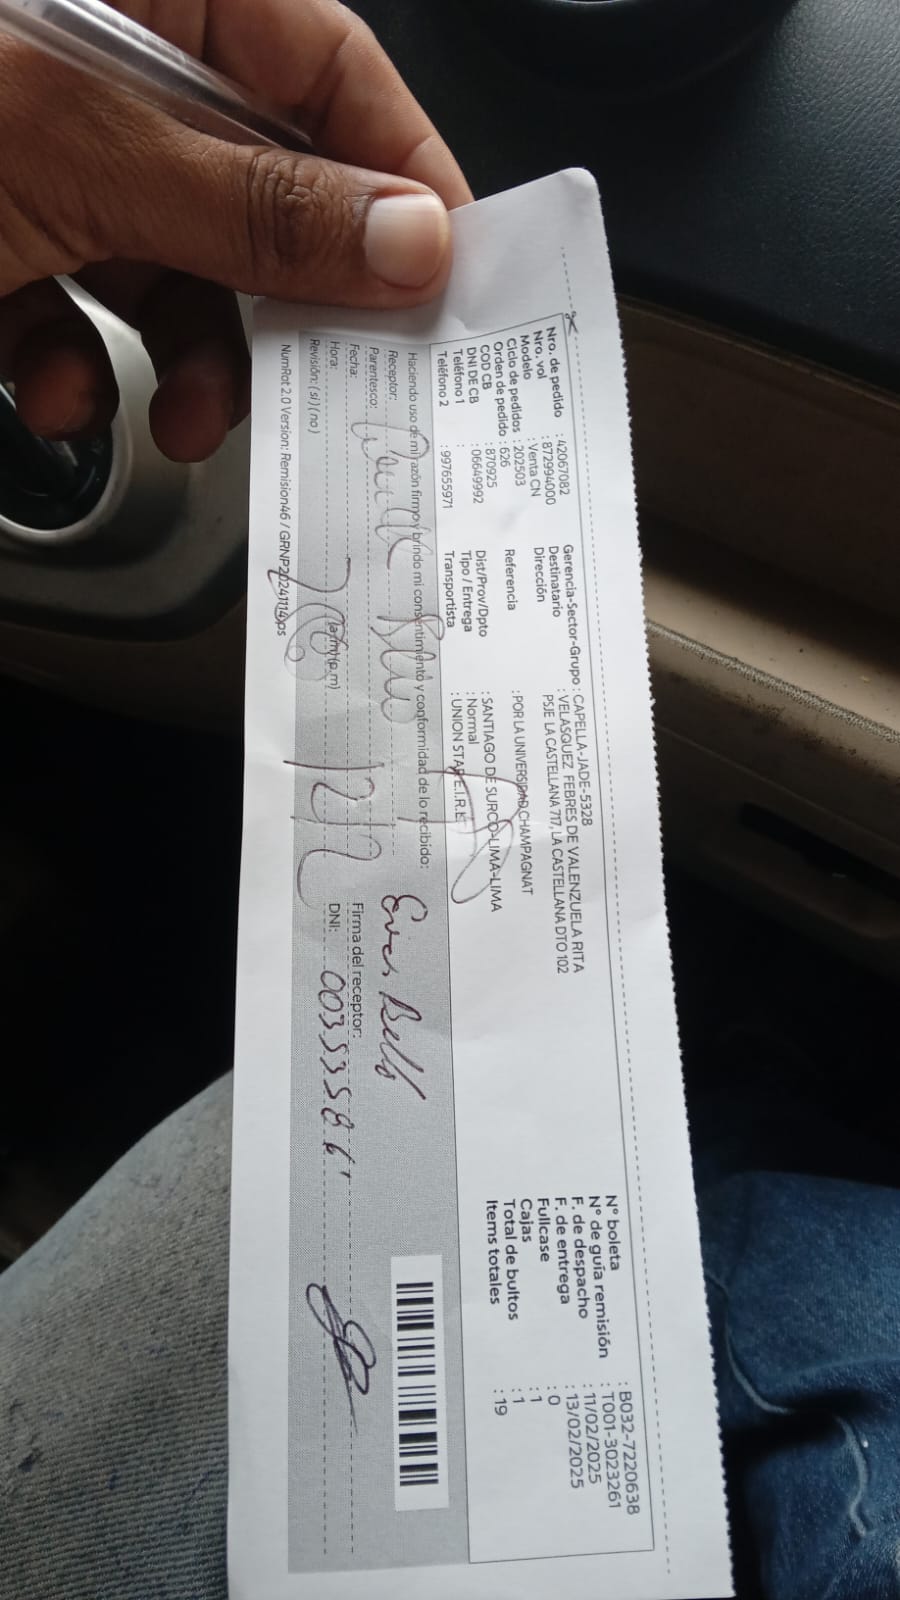 Nro. de pedido : 42067082
Nro. vol : 872994000
Modelo : Venta CN
Ciclo de pedidos : 202503
Orden de pedido : 626
COD CB : 870925
DNI DE CB : 06649992
Teléfono 1 :
Teléfono 2 : 997655971
Gerencia-Sector-Grupo : CAPELLA-JADE-5328
Destinatario : VELASQUEZ FEBRES DE VALENZUELA RITA
Dirección PSJE LA CASTELLANA 717, LA CASTELLANA DTO 102
Referencia : POR LA UNIVERSIDAD CHAMPAGNAT
Dist/Prov/Dpto : SANTIAGO DE SURCO-LIMA-LIMA
Tipo / Entrega : Normal
Transportista : UNION STAR E.I.R.L
N° boleta : B032-7220638
N° de guía remisión : T001-3023261
F. de despacho : 11/02/2025
F. de entrega : 13/02/2025
Fullcase : 0
Cajas : 1
Total de bultos : 1
Items totales : 19
Haciendo uso de mi razón firmo y brindo mi consentimiento y conformidad de lo recibido:
Receptor:
Parentesco:
Fecha:
Hora: (a.m) (p.m)
Revisión: (si) (no)
Firma del receptor:
DNI:
NumRot 2.0 Version: Remision46 / GRNP20241114ps